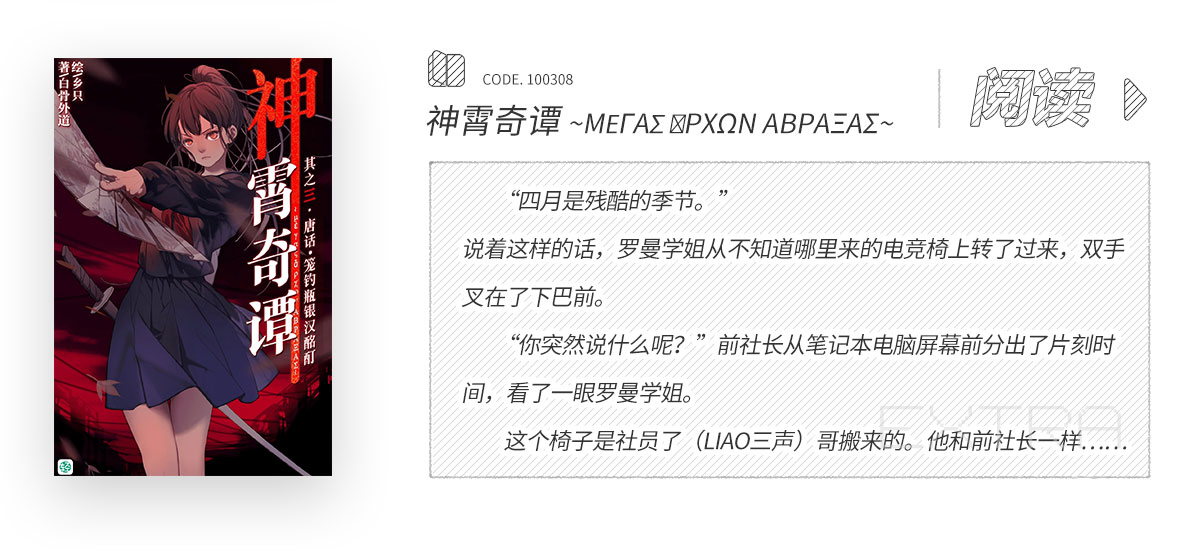 绘/乡只
著/白骨外道
神霄奇谭
其之三·唐话·笼钓瓶银汉酩酊
CODE. 100308
神霄奇谭 ~ΜΕΓΑΣ ☒ΡΧΩΝ ΑΒΡΑΞΑΣ~
阅读
“四月是残酷的季节。”
说着这样的话，罗曼学姐从不知道哪里来的电竞椅上转了过来，双手
叉在了下巴前。
“你突然说什么呢？”前社长从笔记本电脑屏幕前分出了片刻时
间，看了一眼罗曼学姐。
这个椅子是社员了（LIAO三声）哥搬来的。他和前社长一样……
EXTRA